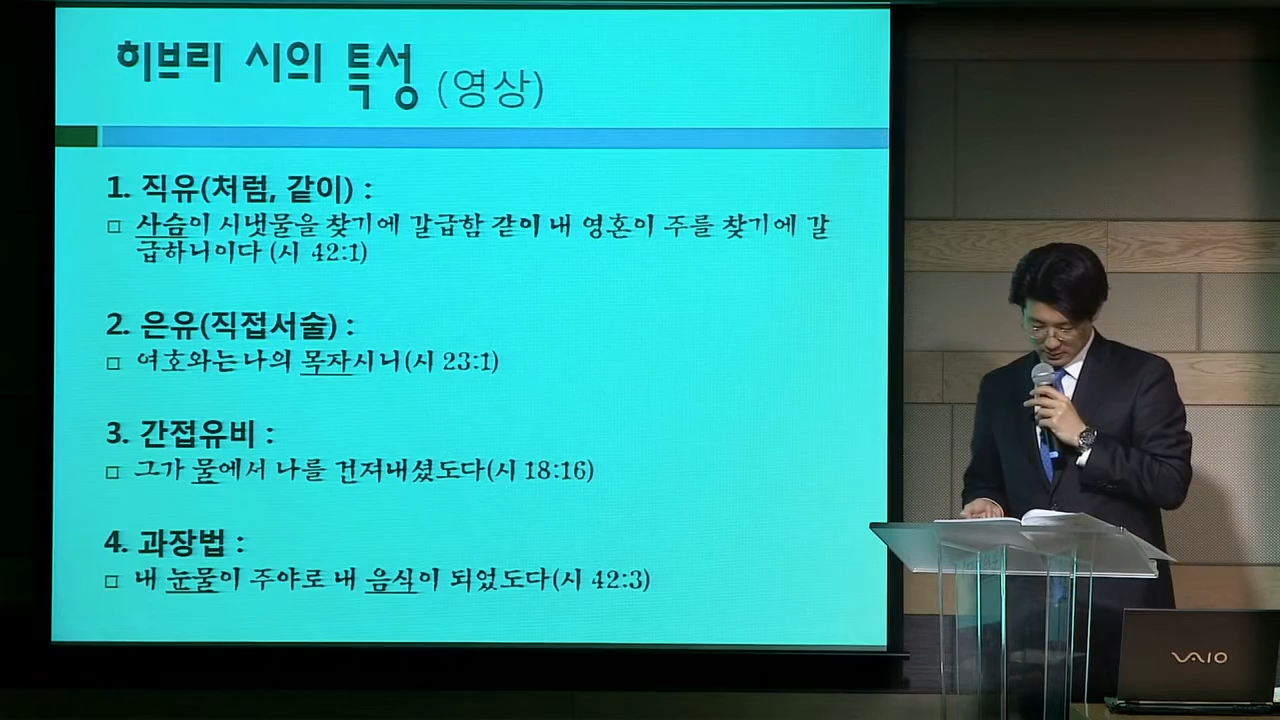 히브리 시의 특성 (영상)
1. 직유(처럼, 같이) :
□ 사슴이 시냇물을 찾기에 갈급함 같이 내 영혼이 주를 찾기에 갈
급하니이다 (시 42:1)
2. 은유(직접서술) :
□ 여호와는나의 목자시니(시 23:1)
3. 간접유비 :
□ 그가 물에서 나를 건져내셨도다(시 18:16)
4. 과장법 :
□ 내 눈물이 주야로 내 음식이 되었도다(시 42:3)
VAIO